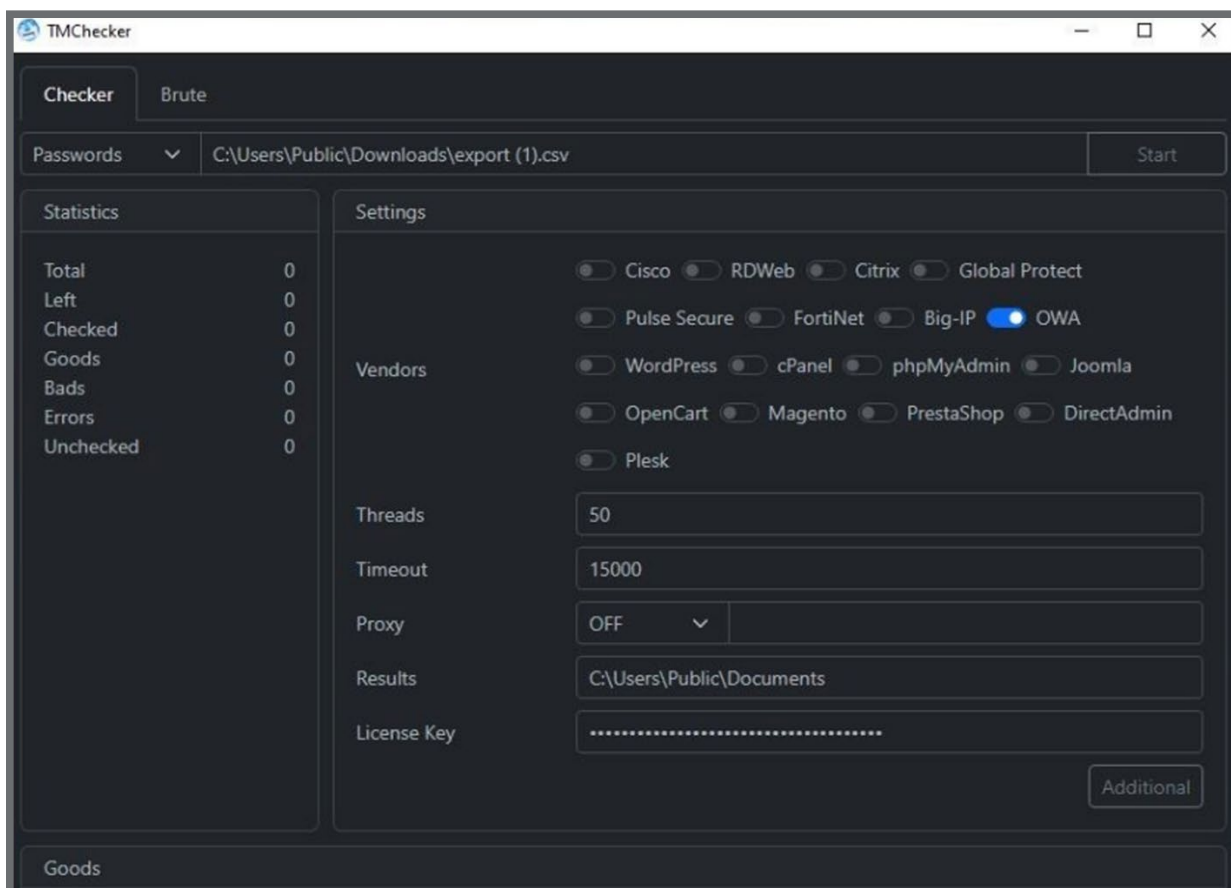 TMChecker
Checker Brute
Passwords C:\Users\Public\Downloads\export (1).csv Start
Statistics
Total 0
Left 0
Checked 0
Goods 0
Bads 0
Errors 0
Unchecked 0
Settings
Vendors
Cisco RDWeb Citrix Global Protect
Pulse Secure FortiNet Big-IP OWA
WordPress cPanel phpMyAdmin Joomla
OpenCart Magento PrestaShop DirectAdmin
Plesk
Threads 50
Timeout 15000
Proxy OFF
Results C:\Users\Public\Documents
License Key •••••••••••••••••••••••••••••••••••••
Additional
Goods